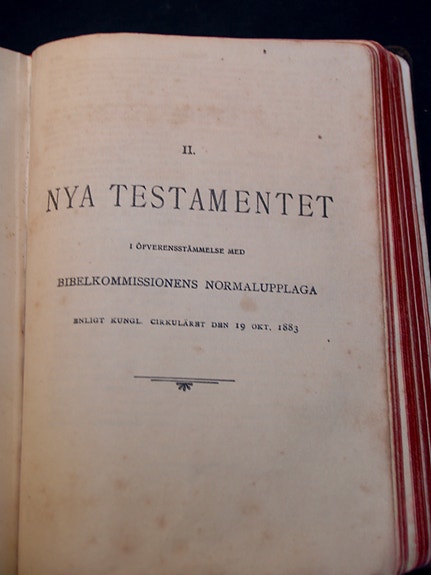 II.
NYA TESTAMENTET
I ÖFVERENSSTÄMMELSE MED
BIBELKOMMISSIONENS NORMALUPPLAGA
ENLIGT KUNGL. CIRKULÄRET DEN 19 OKT. 1883